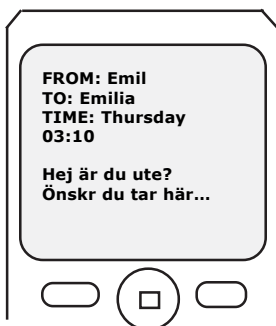 FROM: Emil
TO: Emilia
TIME: Thursday
03:10
Hej är du ute?
Önskr du tar här...